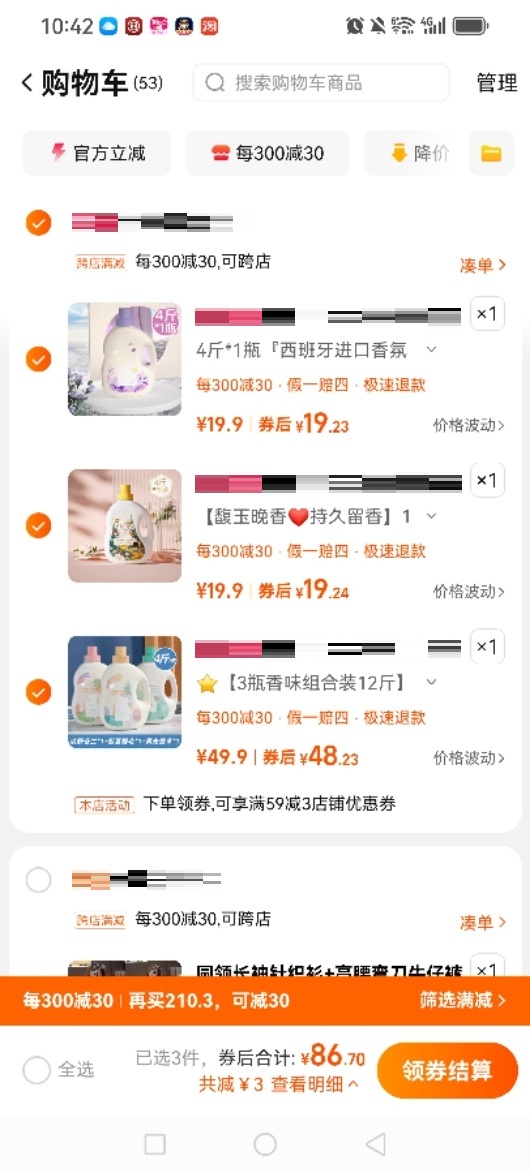 10:42
4G
购物车(53)
搜索购物车商品
管理
官方立减
每300减30
降价
跨店满减 每300减30,可跨店
凑单
×1
4斤
*1瓶
4斤*1瓶『西班牙进口香氛
每300减30 · 假一赔四 · 极速退款
¥19.9 券后¥19.23
价格波动
×1
【馥玉晚香❤️持久留香】1
每300减30 · 假一赔四 · 极速退款
¥19.9 券后¥19.24
价格波动
×1
4斤
⭐【3瓶香味组合装12斤】
每300减30 · 假一赔四 · 极速退款
¥49.9 券后¥48.23
价格波动
本店活动 下单领券,可享满59减3店铺优惠券
跨店满减 每300减30,可跨店
凑单
圆领长袖针织衫+高腰弯刀牛仔裤
×1
每300减30 再买210.3，可减30
筛选满减
全选
已选3件，券后合计: ¥86.70
共减¥3 查看明细
领券结算